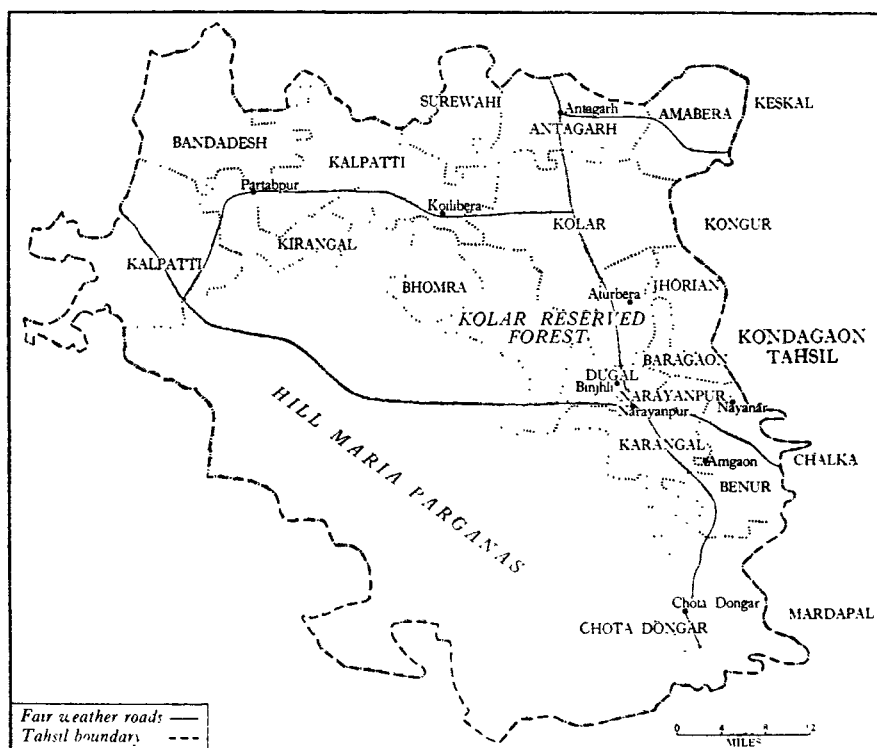 SUREWAHI
Antagarh
ANTAGARH
AMABERA
KESKAL
BANDADESH
KALPATTI
Partabpur
Koilibera
KOLAR
KONGUR
KIRANGAL
KALPATTI
BHOMRA
JHORIAN
Aturbera
KOLAR RESERVED
FOREST
KONDAGAON
TAHSIL
BARAGAON
DUGAL
Binjhli
NARAYANPUR
Narayanpur
Nayanar
HILL MARIA PARGANAS
KARANGAL
Amgaon
CHALKA
BENUR
Chota Dongar
CHOTA DONGAR
MARDAPAL
Fair weather roads
Tahsil boundary
0 4 8 12
MILES